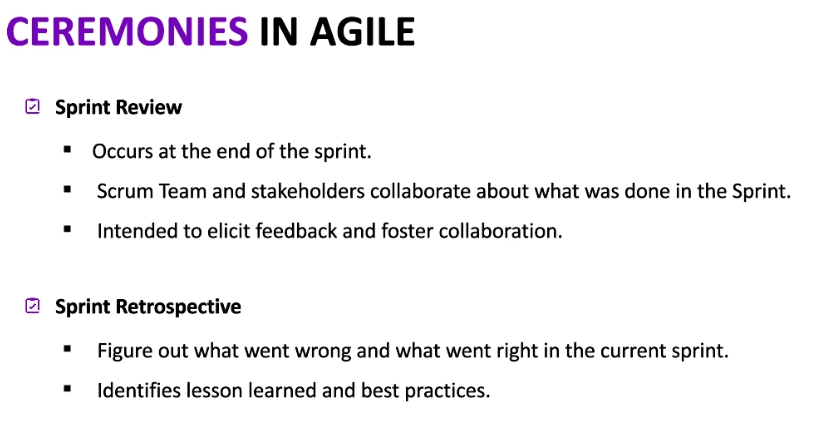 CEREMONIES IN AGILE
Sprint Review
▪ Occurs at the end of the sprint.
▪ Scrum Team and stakeholders collaborate about what was done in the Sprint.
▪ Intended to elicit feedback and foster collaboration.
Sprint Retrospective
▪ Figure out what went wrong and what went right in the current sprint.
▪ Identifies lesson learned and best practices.